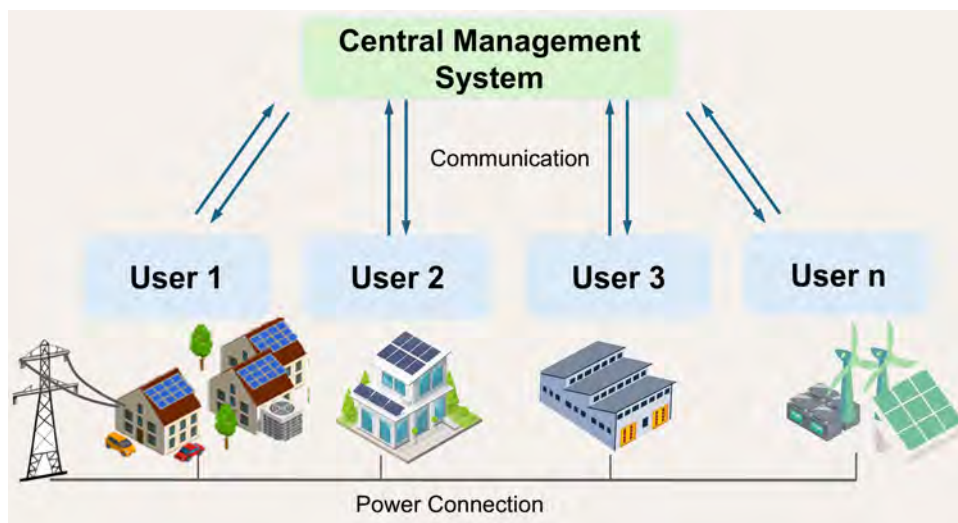 Central Management
System
Communication
User 1
User 2
User 3
User n
Power Connection